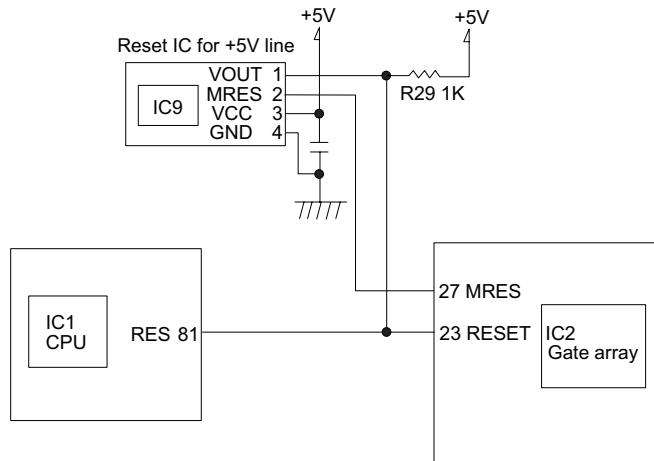 +5V
+5V
Reset IC for +5V line
VOUT 1
MRES 2
VCC 3
GND 4
IC9
R29 1K
27 MRES
IC1
CPU
RES 81
23 RESET
IC2
Gate array